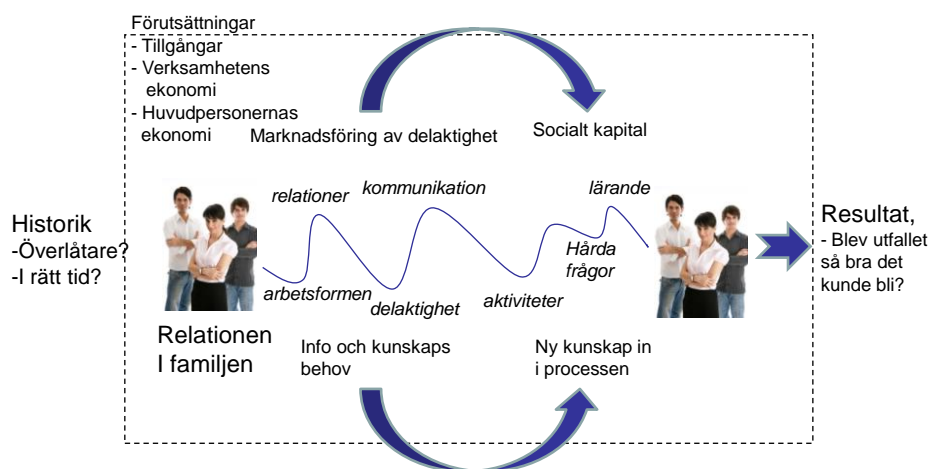 Förutsättningar
- Tillgångar
- Verksamhetens
ekonomi
- Huvudpersonernas
ekonomi
Marknadsföring av delaktighet
Socialt kapital
relationer
kommunikation
lärande
Historik
-Överlåtare?
-I rätt tid?
Hårda
frågor
arbetsformen
delaktighet
aktiviteter
Resultat,
- Blev utfallet
så bra det
kunde bli?
Relationen
I familjen
Info och kunskaps
behov
Ny kunskap in
i processen